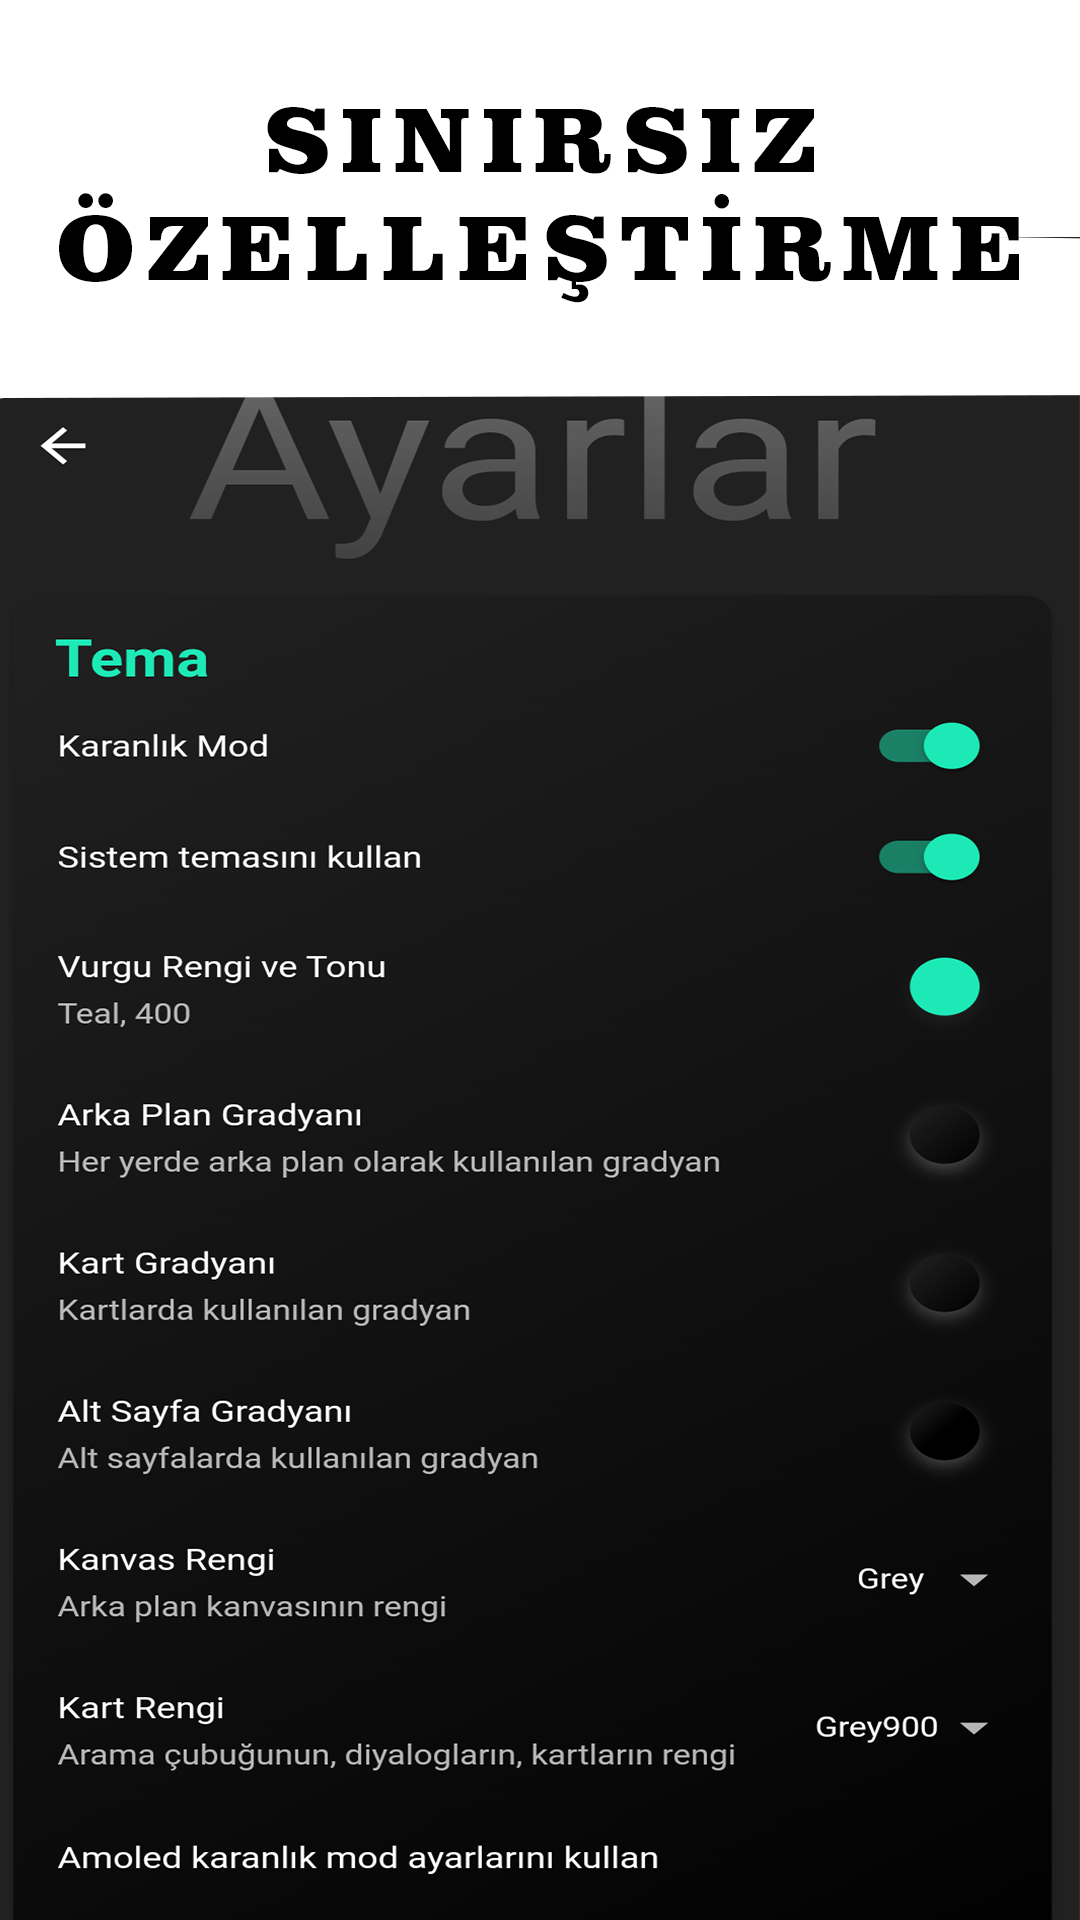 SINIRSIZ
ÖZELLEŞTİRME
Ayarlar
Tema
Karanlık Mod
Sistem temasını kullan
Vurgu Rengi ve Tonu
Teal, 400
Arka Plan Gradyanı
Her yerde arka plan olarak kullanılan gradyan
Kart Gradyanı
Kartlarda kullanılan gradyan
Alt Sayfa Gradyanı
Alt sayfalarda kullanılan gradyan
Kanvas Rengi
Grey
Arka plan kanvasının rengi
Kart Rengi
Grey900
Arama çubuğunun, diyalogların, kartların rengi
Amoled karanlık mod ayarlarını kullan